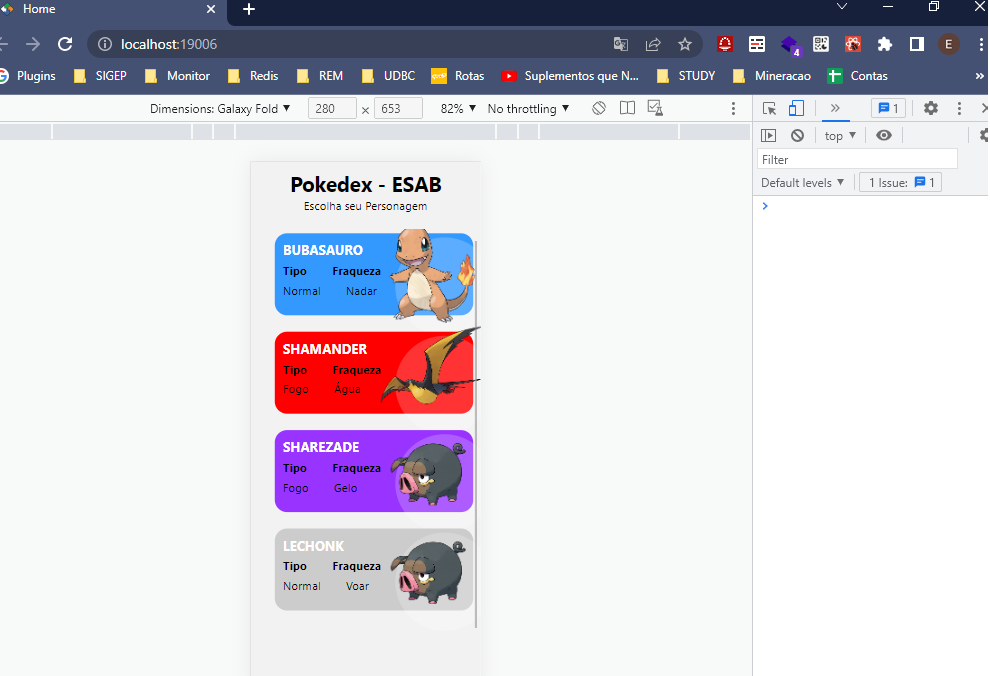 Home
localhost:19006
4
E
Plugins
SIGEP
Monitor
Redis
REM
UDBC
Rotas
Suplementos que N...
STUDY
Mineracao
Contas
»
Dimensions: Galaxy Fold
280
x
653
82%
No throttling
1
top
Filter
Default levels
1 Issue:
1
Pokedex - ESAB
Escolha seu Personagem
BUBASAURO
Tipo Fraqueza
Normal Nadar
SHAMANDER
Tipo Fraqueza
Fogo Água
SHAREZADE
Tipo Fraqueza
Fogo Gelo
LECHONK
Tipo Fraqueza
Normal Voar